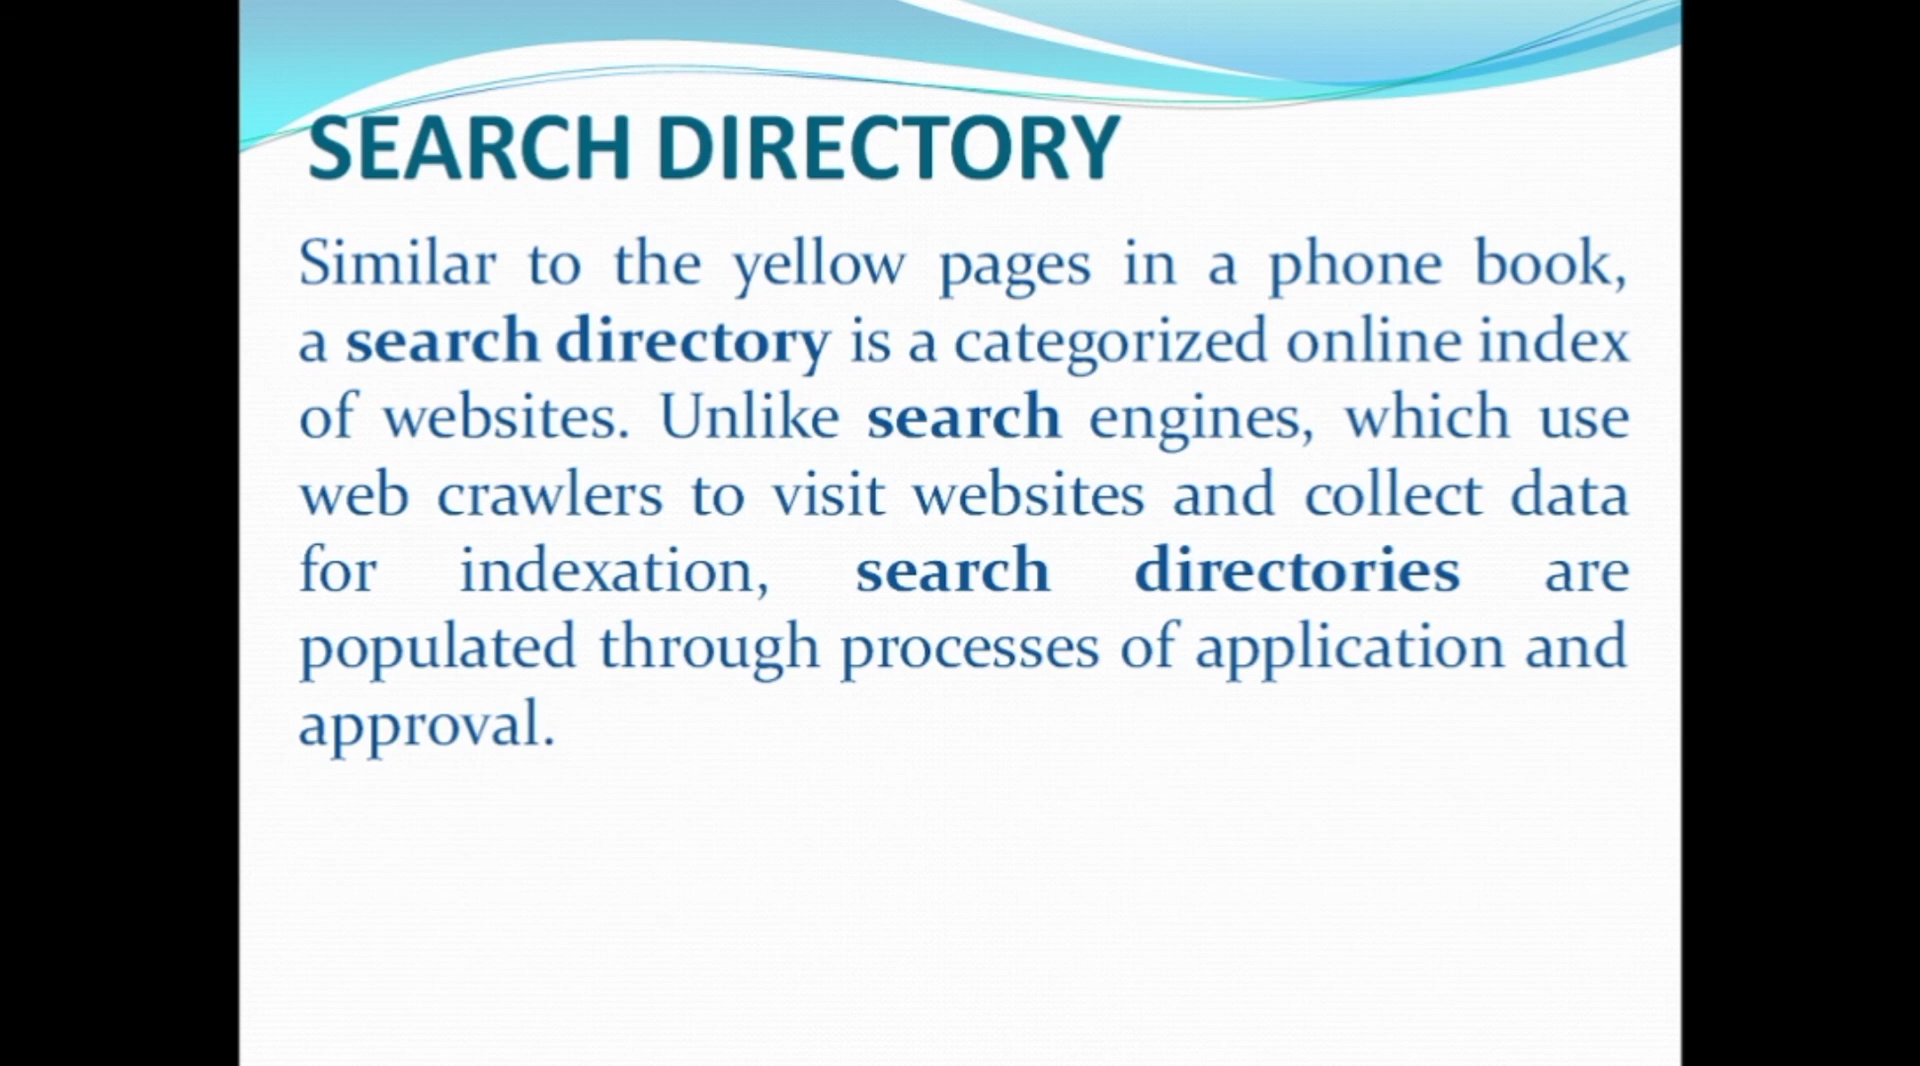 SEARCH DIRECTORY
Similar to the yellow pages in a phone book,
a search directory is a categorized online index
of websites. Unlike search engines, which use
web crawlers to visit websites and collect data
for indexation, search directories are
populated through processes of application and
approval.